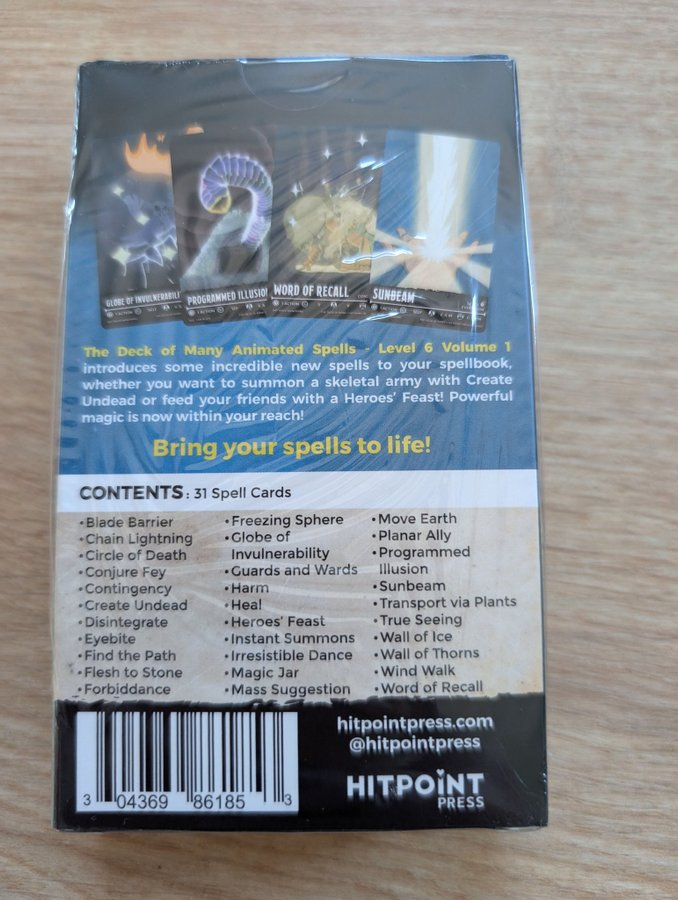 GLOBE OF INVULNERABILI
PROGRAMMED ILLUSION
WORD OF RECALL
SUNBEAM
The Deck of Many Animated Spells - Level 6 Volume 1
introduces some incredible new spells to your spellbook,
whether you want to summon a skeletal army with Create
Undead or feed your friends with a Heroes' Feast! Powerful
magic is now within your reach!
Bring your spells to life!
CONTENTS: 31 Spell Cards
•Blade Barrier
•Chain Lightning
•Circle of Death
•Conjure Fey
•Contingency
•Create Undead
•Disintegrate
•Eyebite
•Find the Path
•Flesh to Stone
•Forbiddance
•Freezing Sphere
•Globe of
Invulnerability
•Guards and Wards
•Harm
•Heal
•Heroes' Feast
•Instant Summons
•Irresistible Dance
•Magic Jar
•Mass Suggestion
•Move Earth
•Planar Ally
•Programmed
Illusion
•Sunbeam
•Transport via Plants
•True Seeing
•Wall of Ice
•Wall of Thorns
•Wind Walk
•Word of Recall
3 04369 86185 3
hitpointpress.com
@hitpointpress
HITPOINT
PRESS